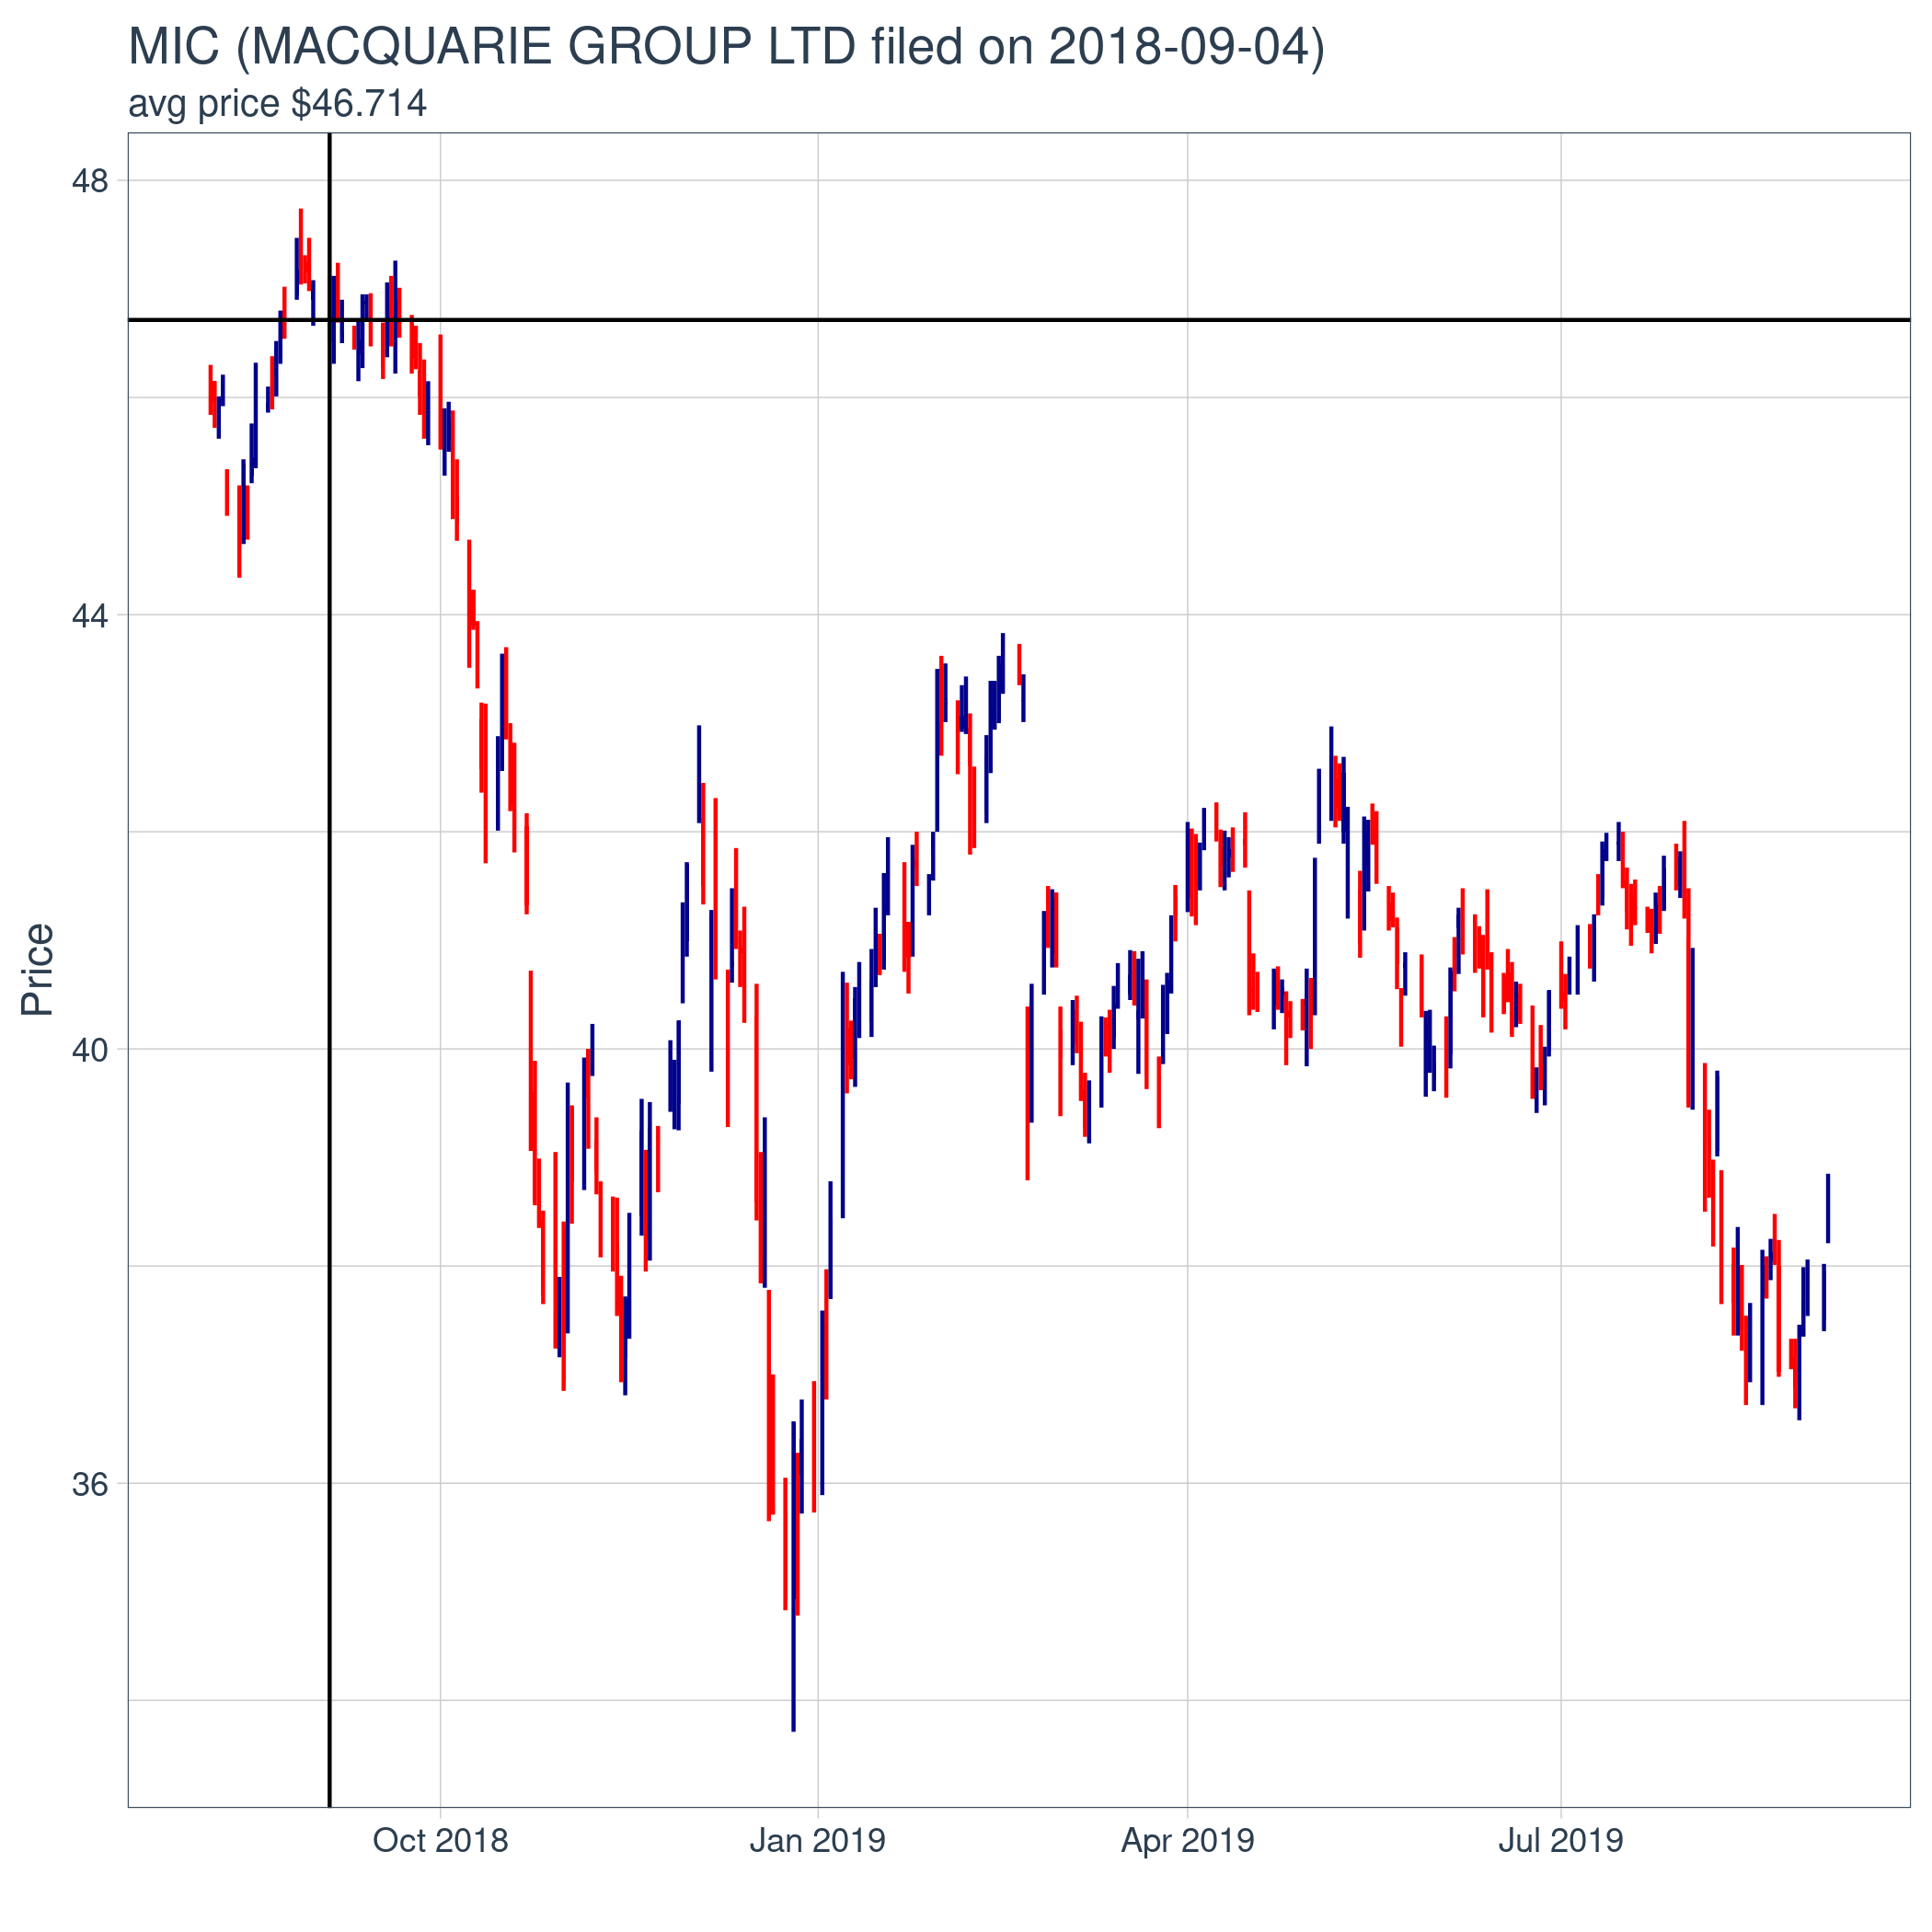 MIC (MACQUARIE GROUP LTD filed on 2018-09-04)
avg price $46.714
48
44
40
36
Price
Oct 2018
Jan 2019
Apr 2019
Jul 2019